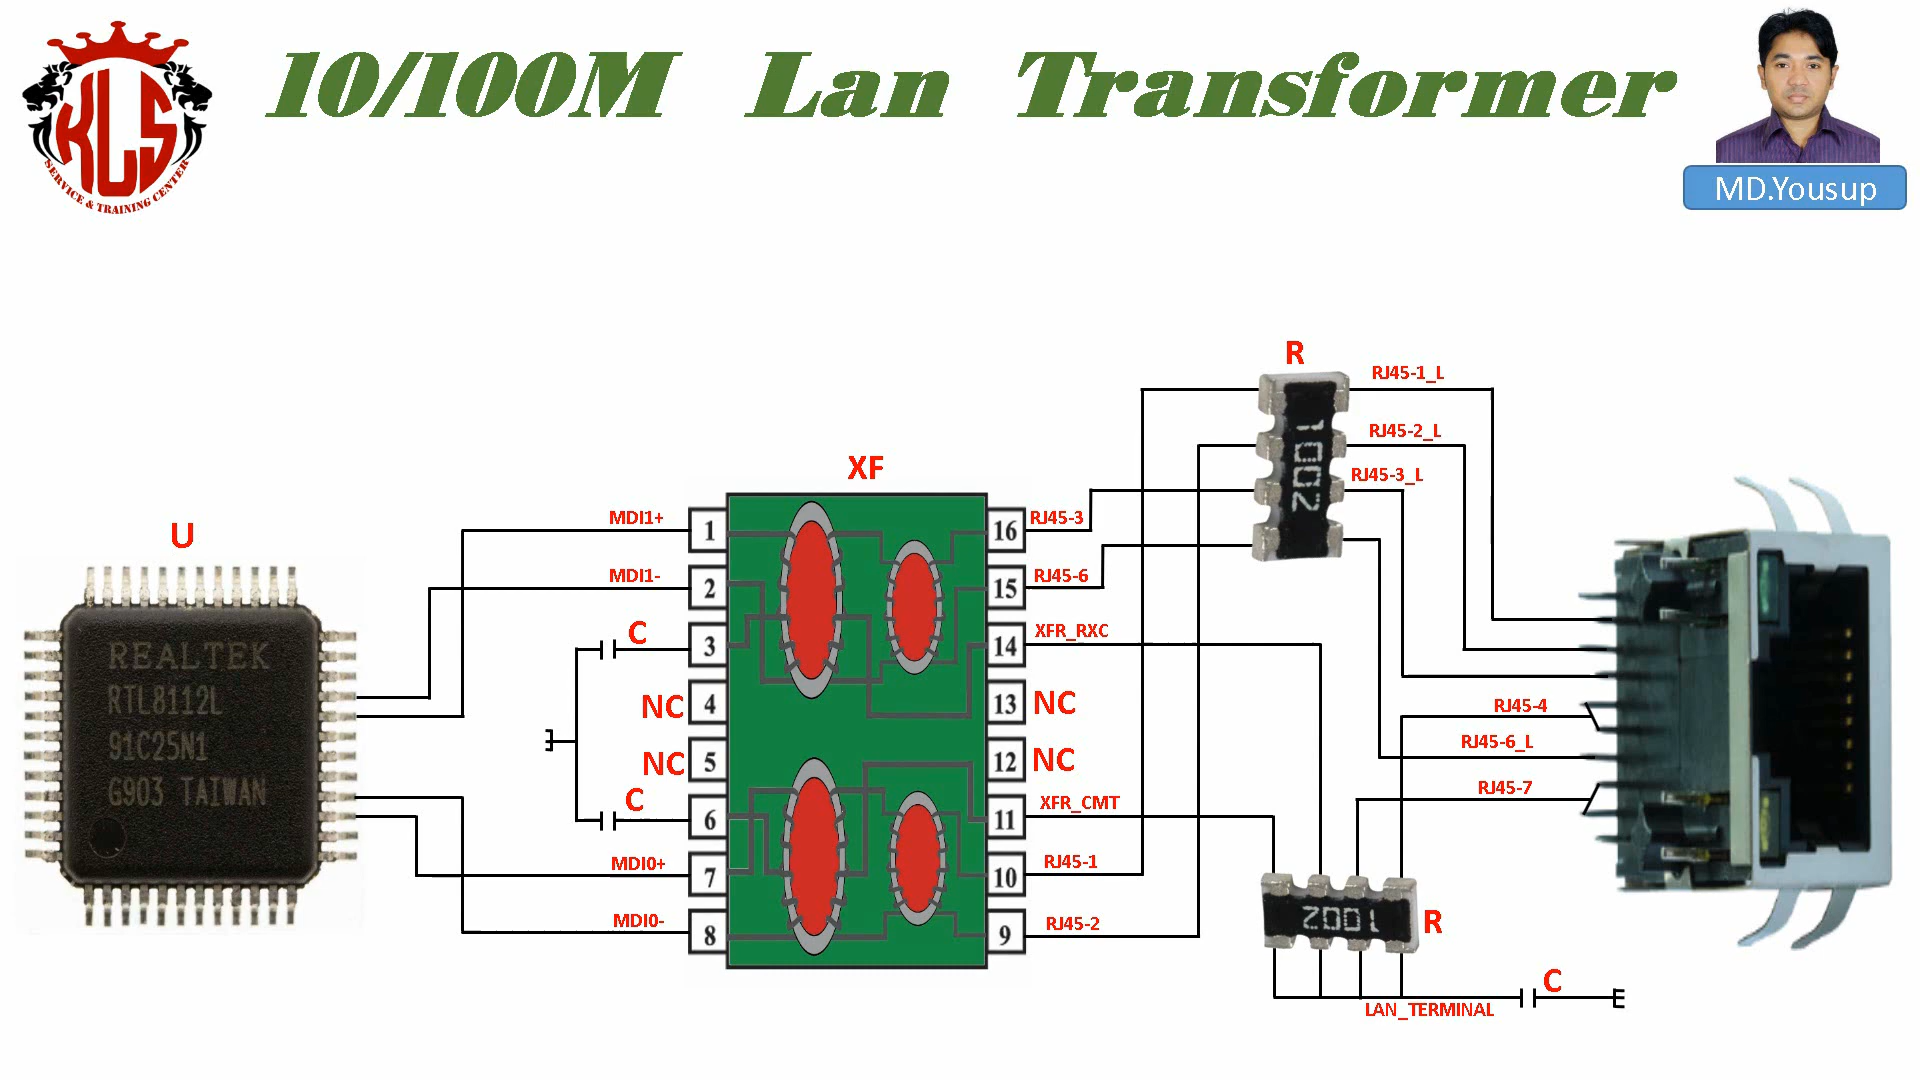 10/100M Lan Transformer
KLS
SERVICE & TRAINING CENTER
MD.Yousup
U
REALTEK
RTL8112L
91C25N1
G903 TAIWAN
XF
MDI1+
MDI1-
C
NC
NC
C
MDI0+
MDI0-
1
2
3
4
5
6
7
8
16
15
14
13
12
11
10
9
RJ45-3
RJ45-6
XFR_RXC
NC
NC
XFR_CMT
RJ45-1
RJ45-2
R
1002
RJ45-1_L
RJ45-2_L
RJ45-3_L
RJ45-4
RJ45-6_L
RJ45-7
1002
R
C
LAN_TERMINAL